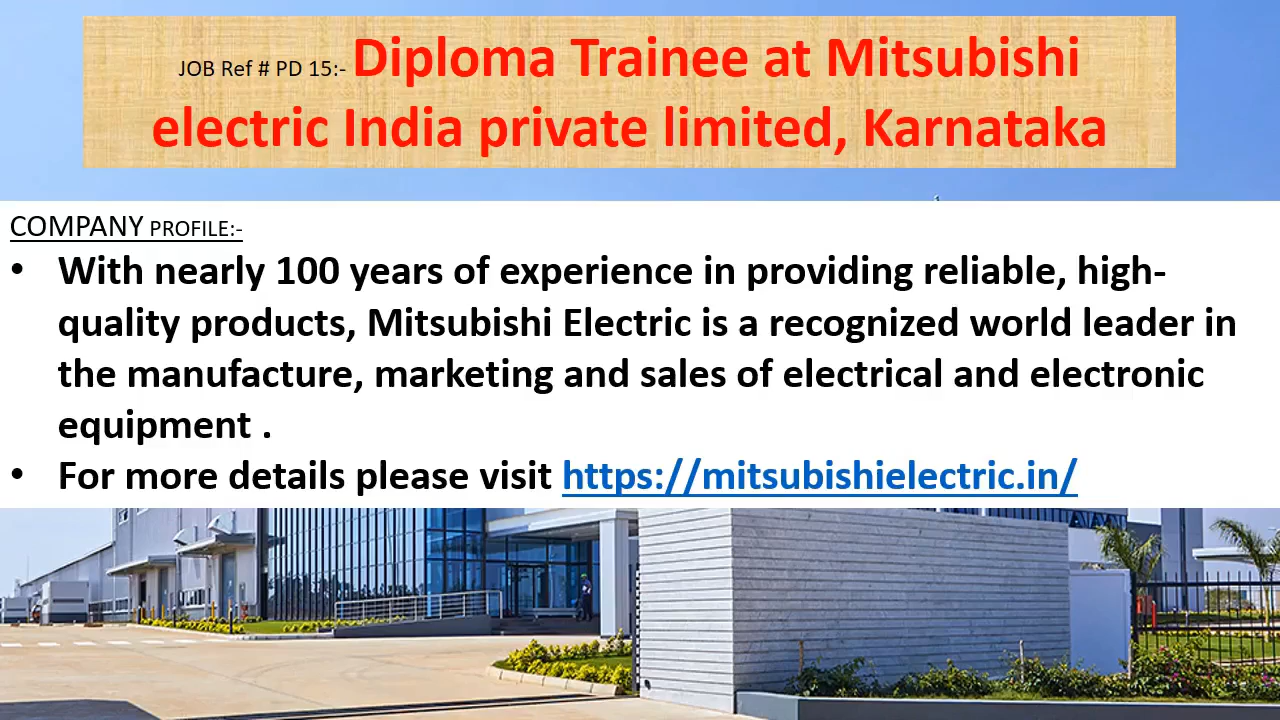 JOB Ref # PD 15:- Diploma Trainee at Mitsubishi
electric India private limited, Karnataka
COMPANY PROFILE:-
• With nearly 100 years of experience in providing reliable, high-
quality products, Mitsubishi Electric is a recognized world leader in
the manufacture, marketing and sales of electrical and electronic
equipment .
• For more details please visit https://mitsubishielectric.in/